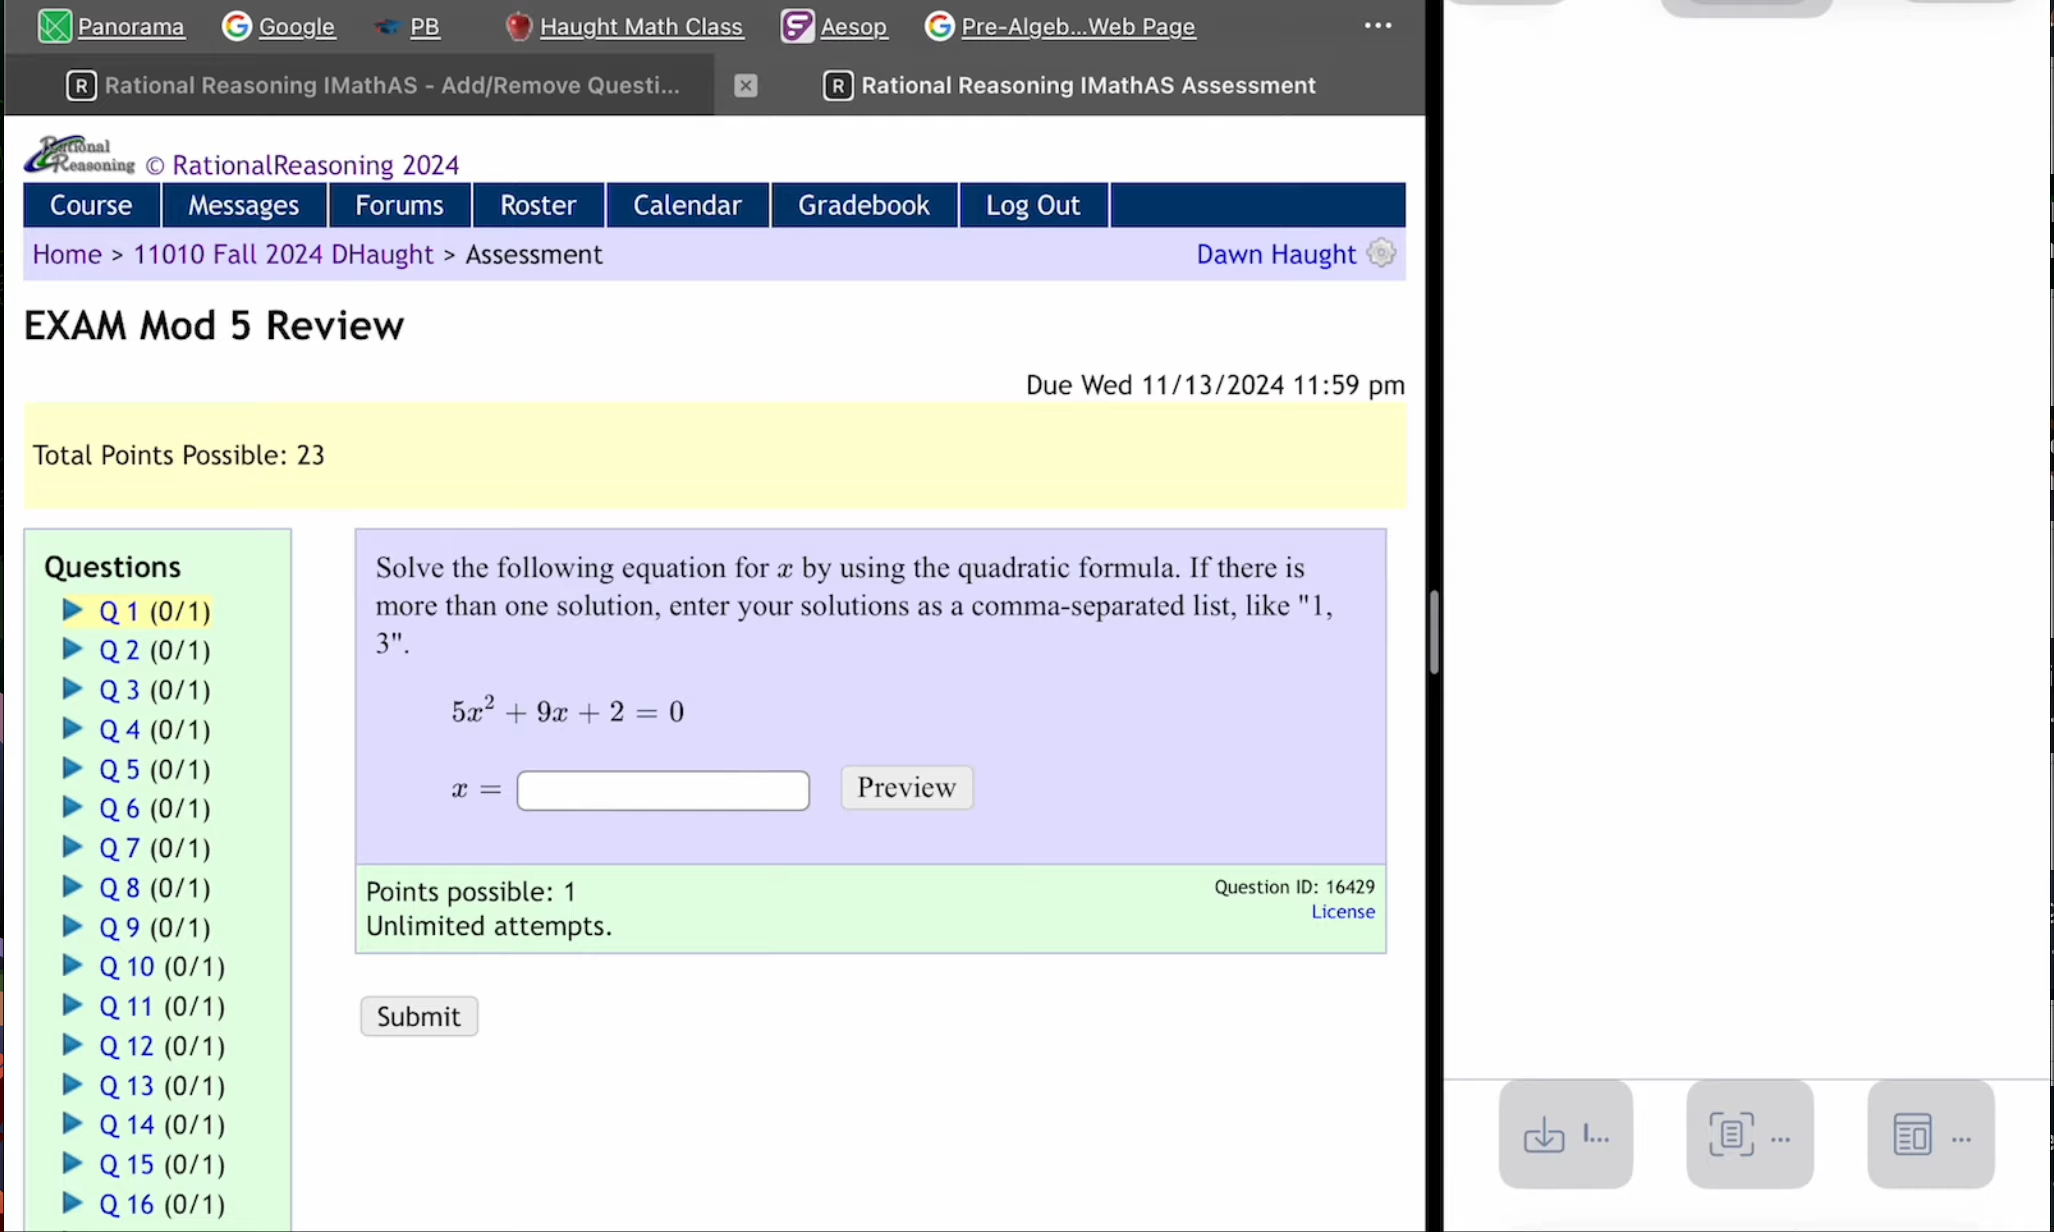 Panorama Google PB Haught Math Class Aesop Pre-Algeb...Web Page ...
R Rational Reasoning IMathAS - Add/Remove Questi... R Rational Reasoning IMathAS Assessment
Rational
Reasoning © RationalReasoning 2024
Course Messages Forums Roster Calendar Gradebook Log Out
Home > 11010 Fall 2024 DHaught > Assessment Dawn Haught
EXAM Mod 5 Review
Due Wed 11/13/2024 11:59 pm
Total Points Possible: 23
Questions
Q 1 (0/1)
Q 2 (0/1)
Q 3 (0/1)
Q 4 (0/1)
Q 5 (0/1)
Q 6 (0/1)
Q 7 (0/1)
Q 8 (0/1)
Q 9 (0/1)
Q 10 (0/1)
Q 11 (0/1)
Q 12 (0/1)
Q 13 (0/1)
Q 14 (0/1)
Q 15 (0/1)
Q 16 (0/1)
Solve the following equation for x by using the quadratic formula. If there is
more than one solution, enter your solutions as a comma-separated list, like "1,
3".
5x² + 9x + 2 = 0
x = Preview
Points possible: 1
Unlimited attempts.
Question ID: 16429
License
Submit
I... ... ...